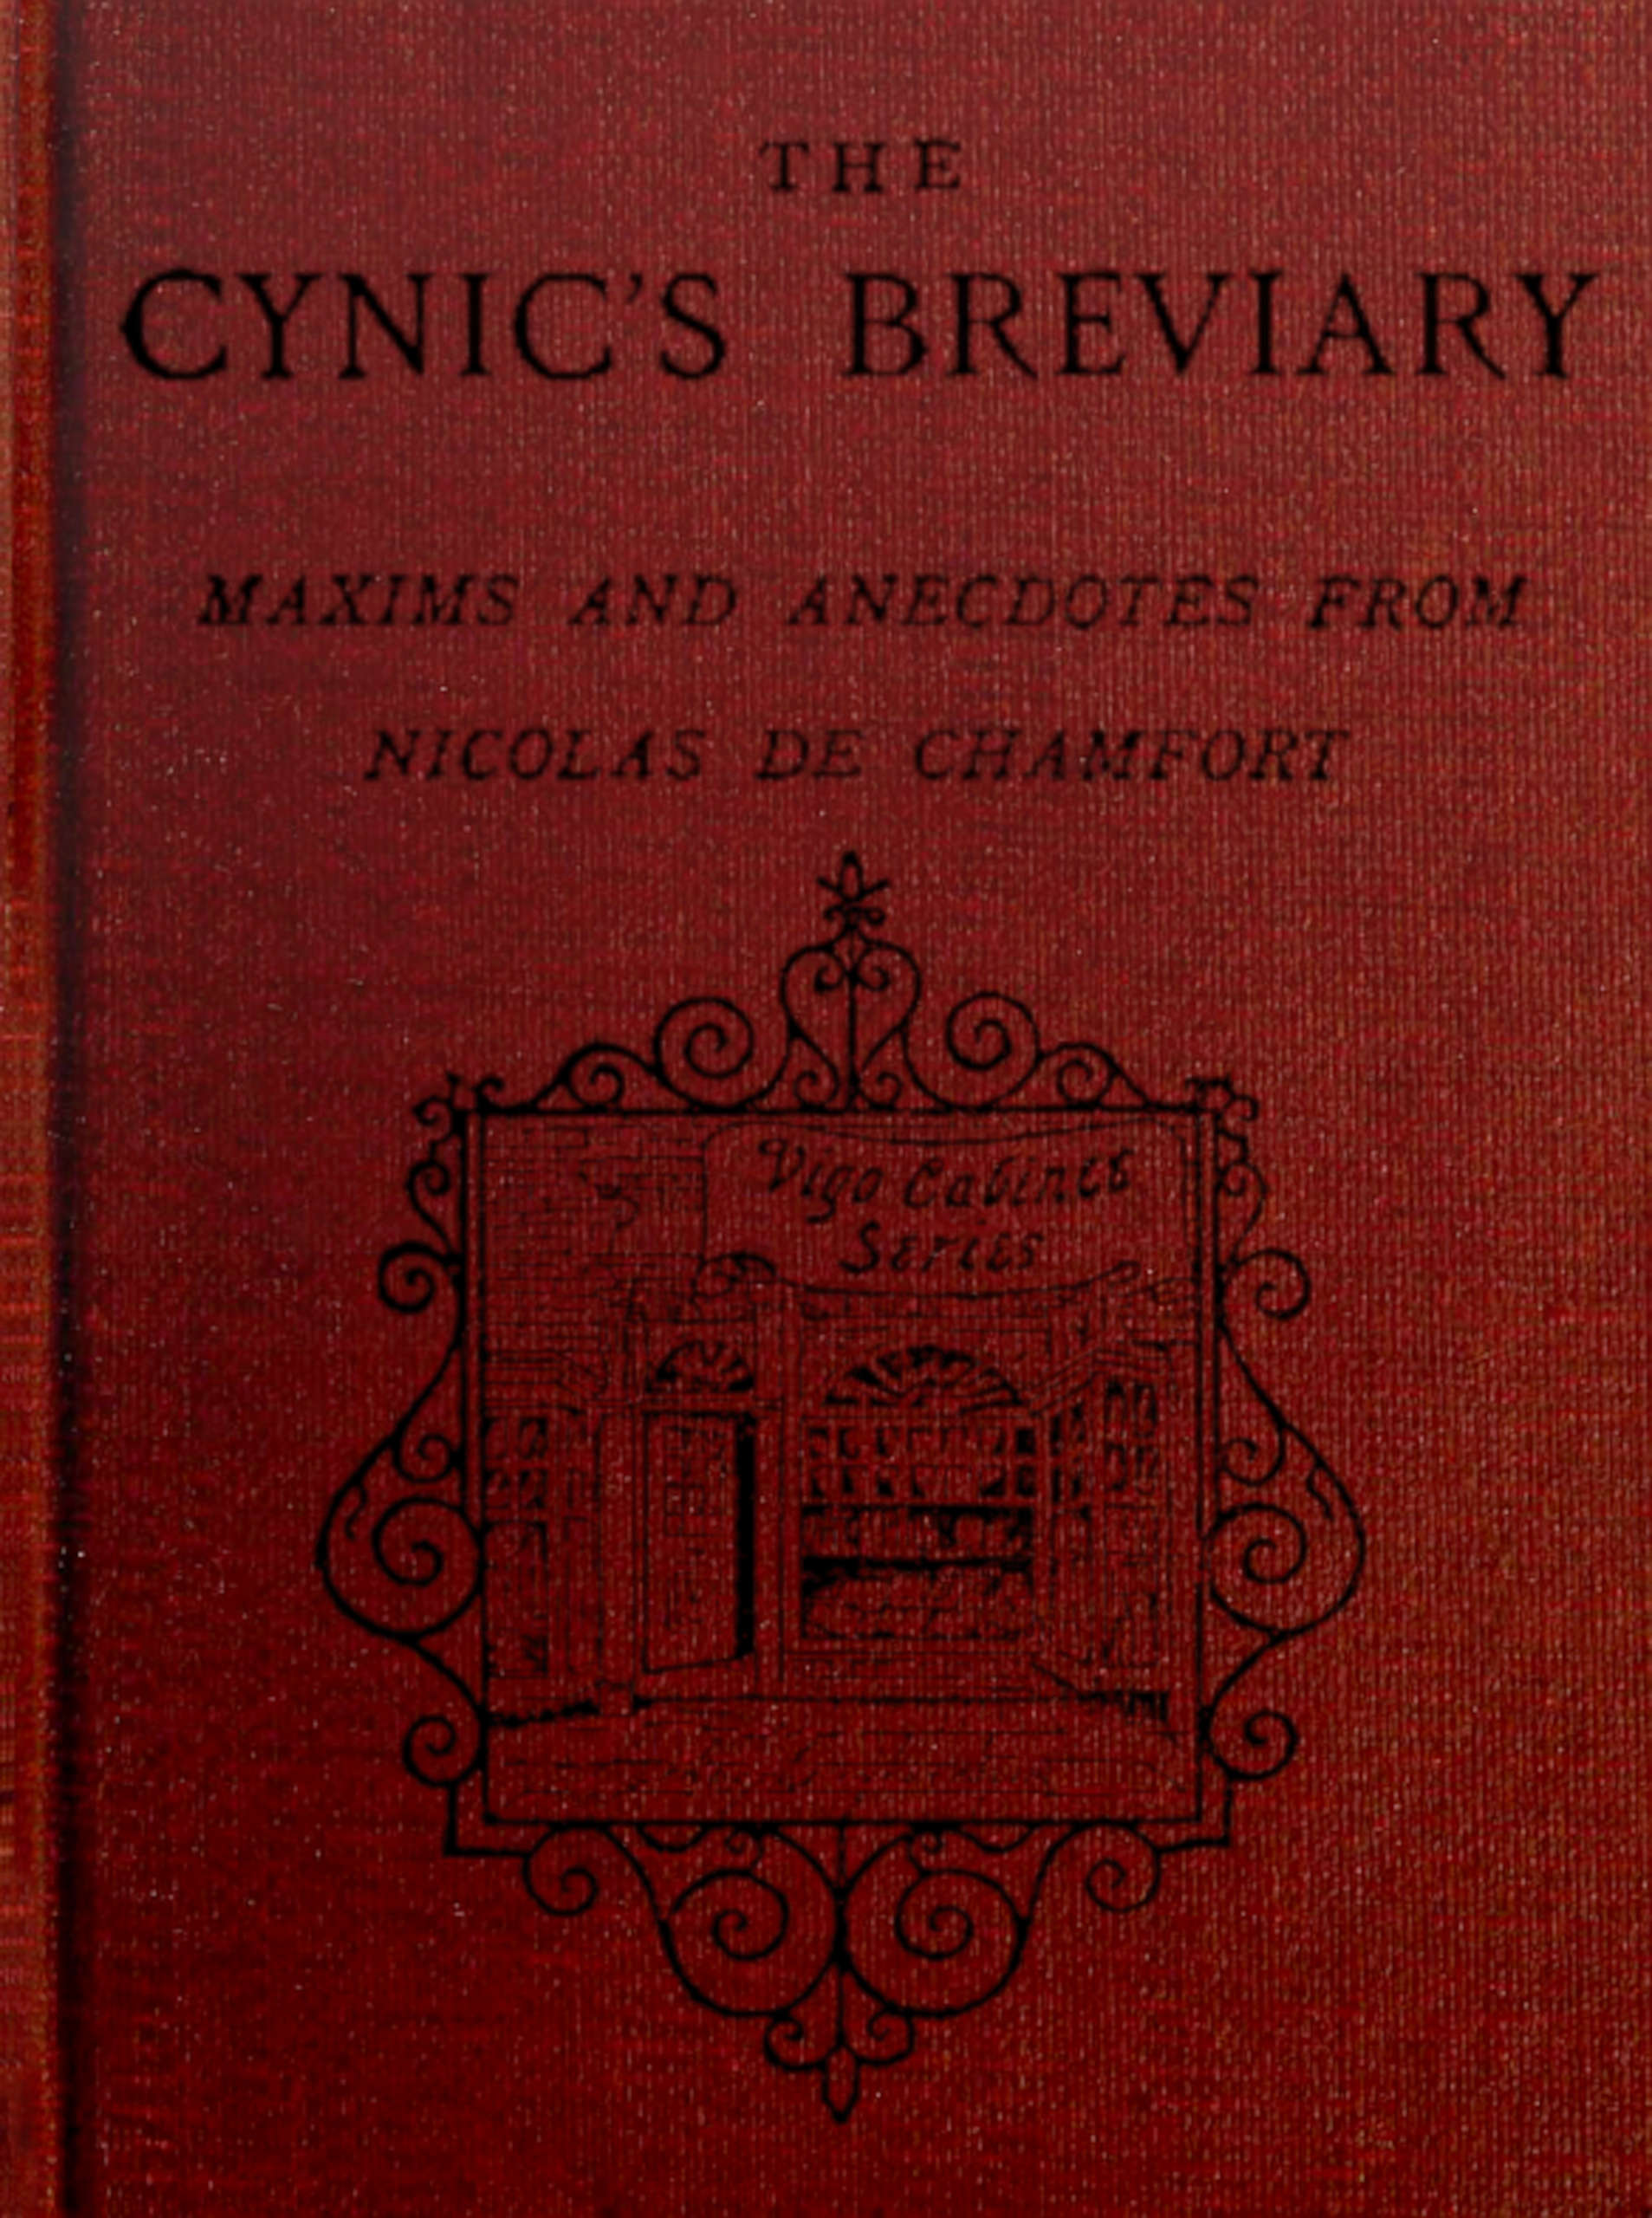 THE
CYNIC'S BREVIARY
MAXIMS AND ANECDOTES FROM
NICOLAS DE CHAMFORT
Vigo Cabinet
Series